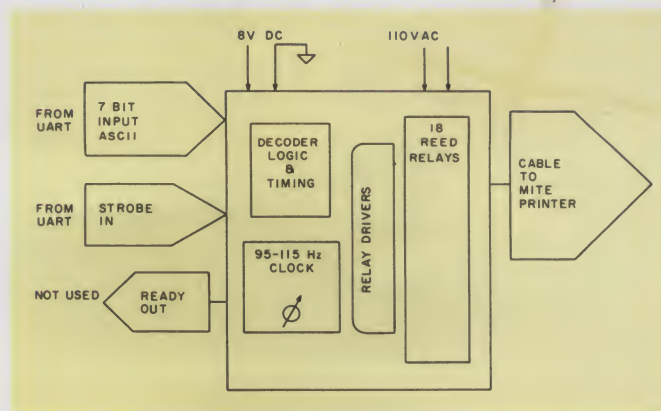 8V DC
110VAC
FROM
UART
7 BIT
INPUT
ASCII
FROM
UART
STROBE
IN
NOT USED
READY
OUT
DECODER
LOGIC
&
TIMING
95-115 Hz
CLOCK
RELAY DRIVERS
18
REED
RELAYS
CABLE
TO
MITE
PRINTER